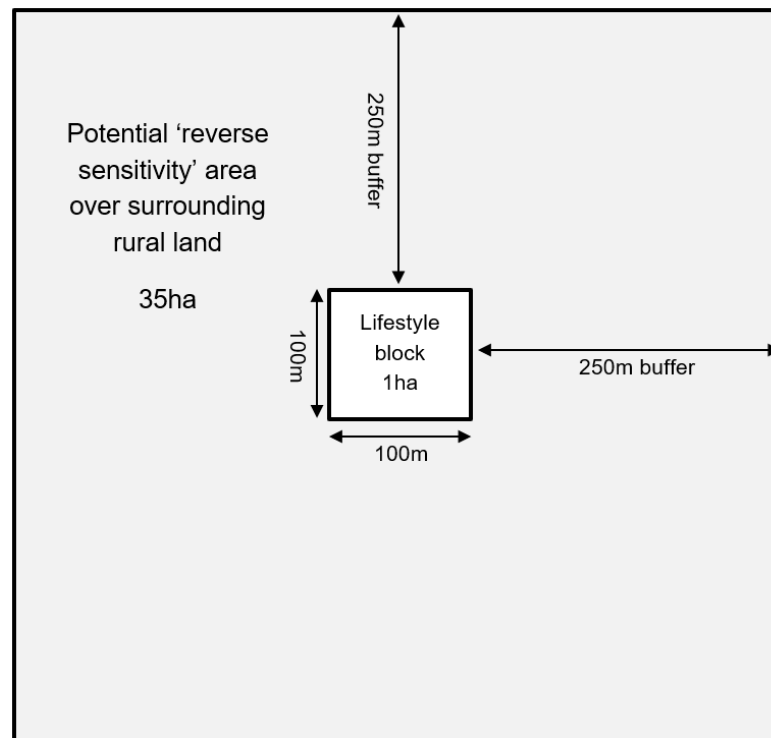 250m buffer
Potential ‘reverse
sensitivity’ area
over surrounding
rural land
35ha
100m
Lifestyle
block
1ha
250m buffer
100m